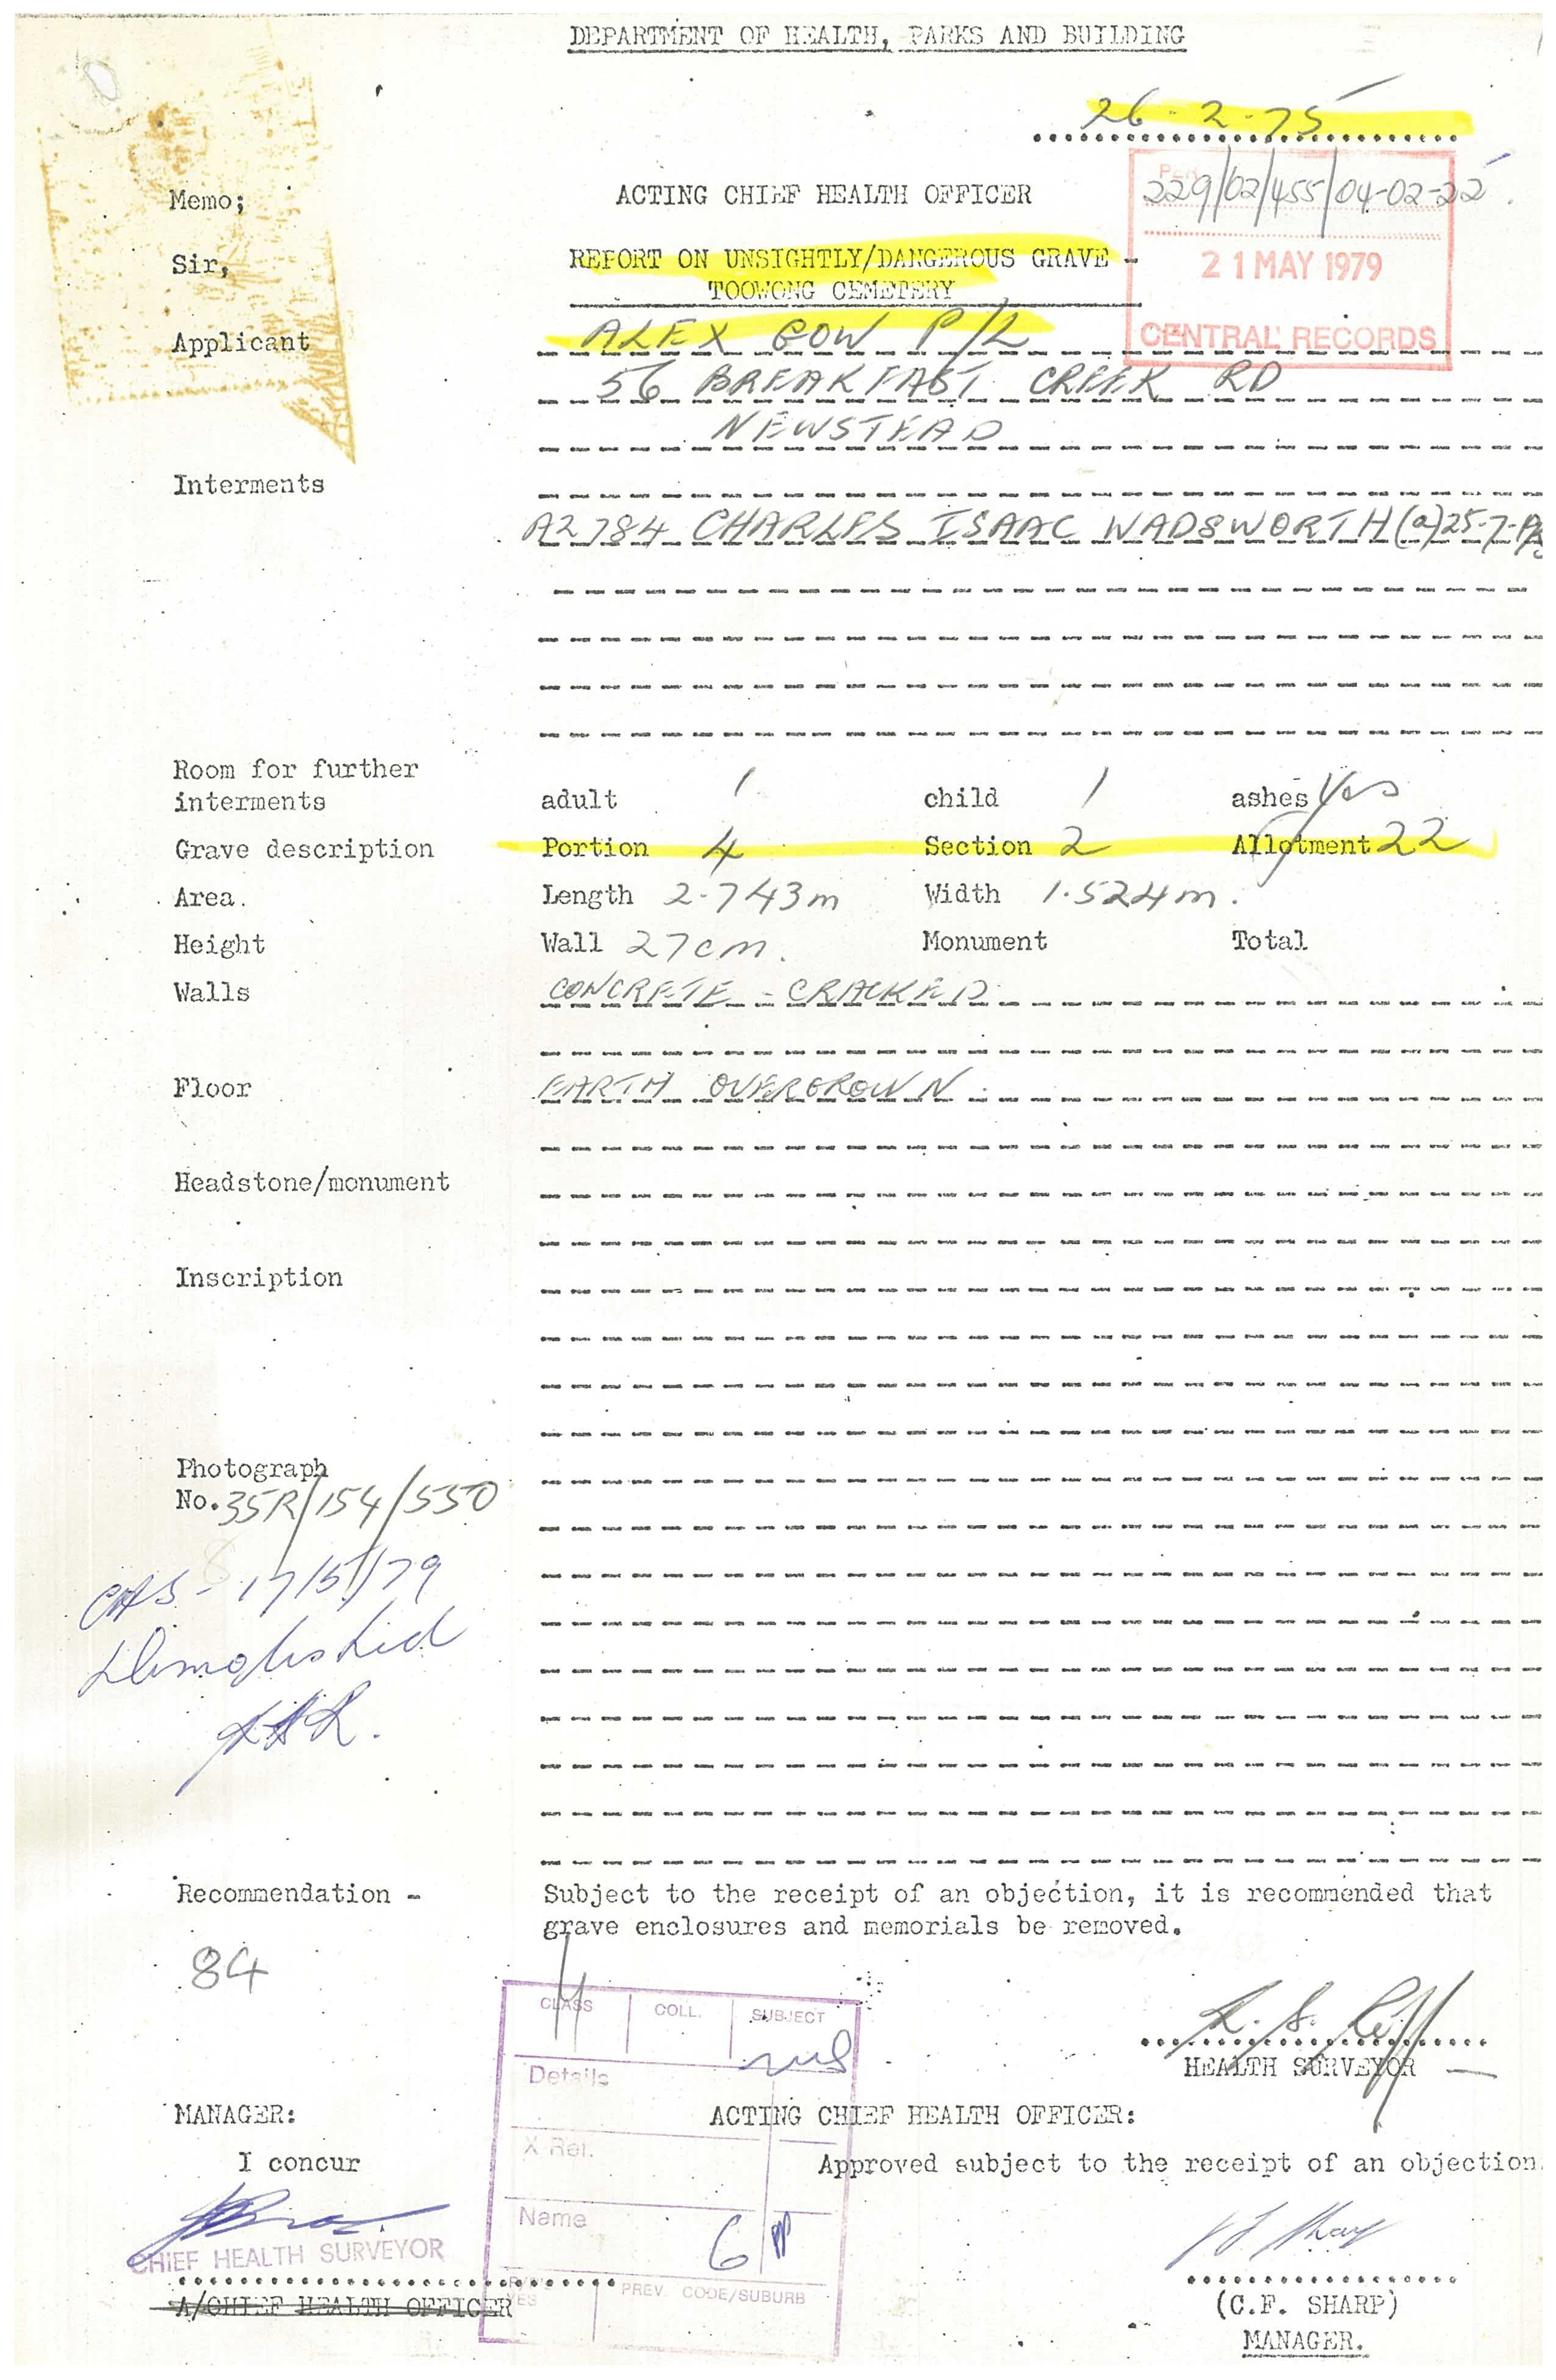 DEPARTMENT OF HEALTH, PARKS AND BUILDING
26-2-75
229/02/455/04-02-22
Memo; ACTING CHIEF HEALTH OFFICER
Sir, REPORT ON UNSIGHTLY/DANGEROUS GRAVE -
TOOWONG CEMETERY
21 MAY 1979
CENTRAL RECORDS
Applicant ALEX GOW P/L
56 BREAKFAST CREEK RD
NEWSTEAD
Interments
A2784 CHARLES ISAAC WADSWORTH (a) 25-7-
Room for further
interments adult 1 child 1 ashes Yes
Grave description Portion 4 Section 2 Allotment 22
Area. Length 2.743m Width 1.524m.
Height Wall 27cm. Monument Total
Walls CONCRETE - CRACKED
Floor EARTH OVERGROWN.
Headstone/monument
Inscription
Photograph
No. 35R/154/550
17/5/79
Dimolished
Recommendation - Subject to the receipt of an objection, it is recommended that
grave enclosures and memorials be removed.
84
CLASS COLL. SUBJECT
Details
HEALTH SURVEYOR
MANAGER: ACTING CHIEF HEALTH OFFICER:
X Ref.
I concur Approved subject to the receipt of an objection.
Name 6
CHIEF HEALTH SURVEYOR
PREV. CODE/SUBURB
A/CHIEF HEALTH OFFICER
(C.F. SHARP)
MANAGER.